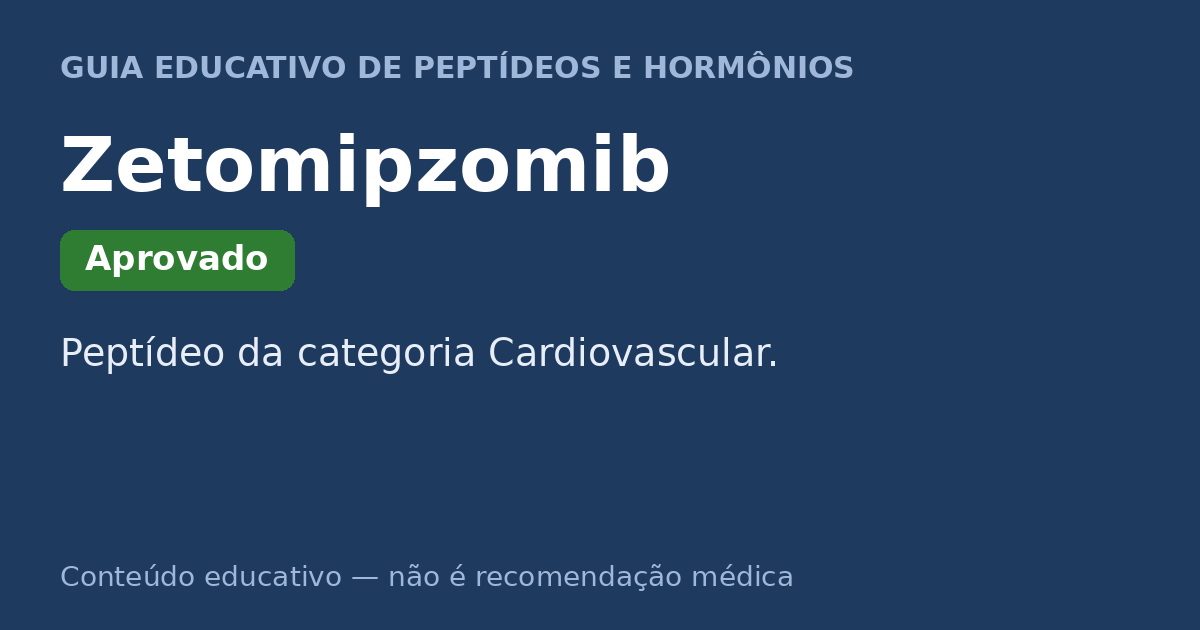 GUIA EDUCATIVO DE PEPTÍDEOS E HORMÔNIOS
Zetomipzomib
Aprovado
Peptídeo da categoria Cardiovascular.
Conteúdo educativo — não é recomendação médica